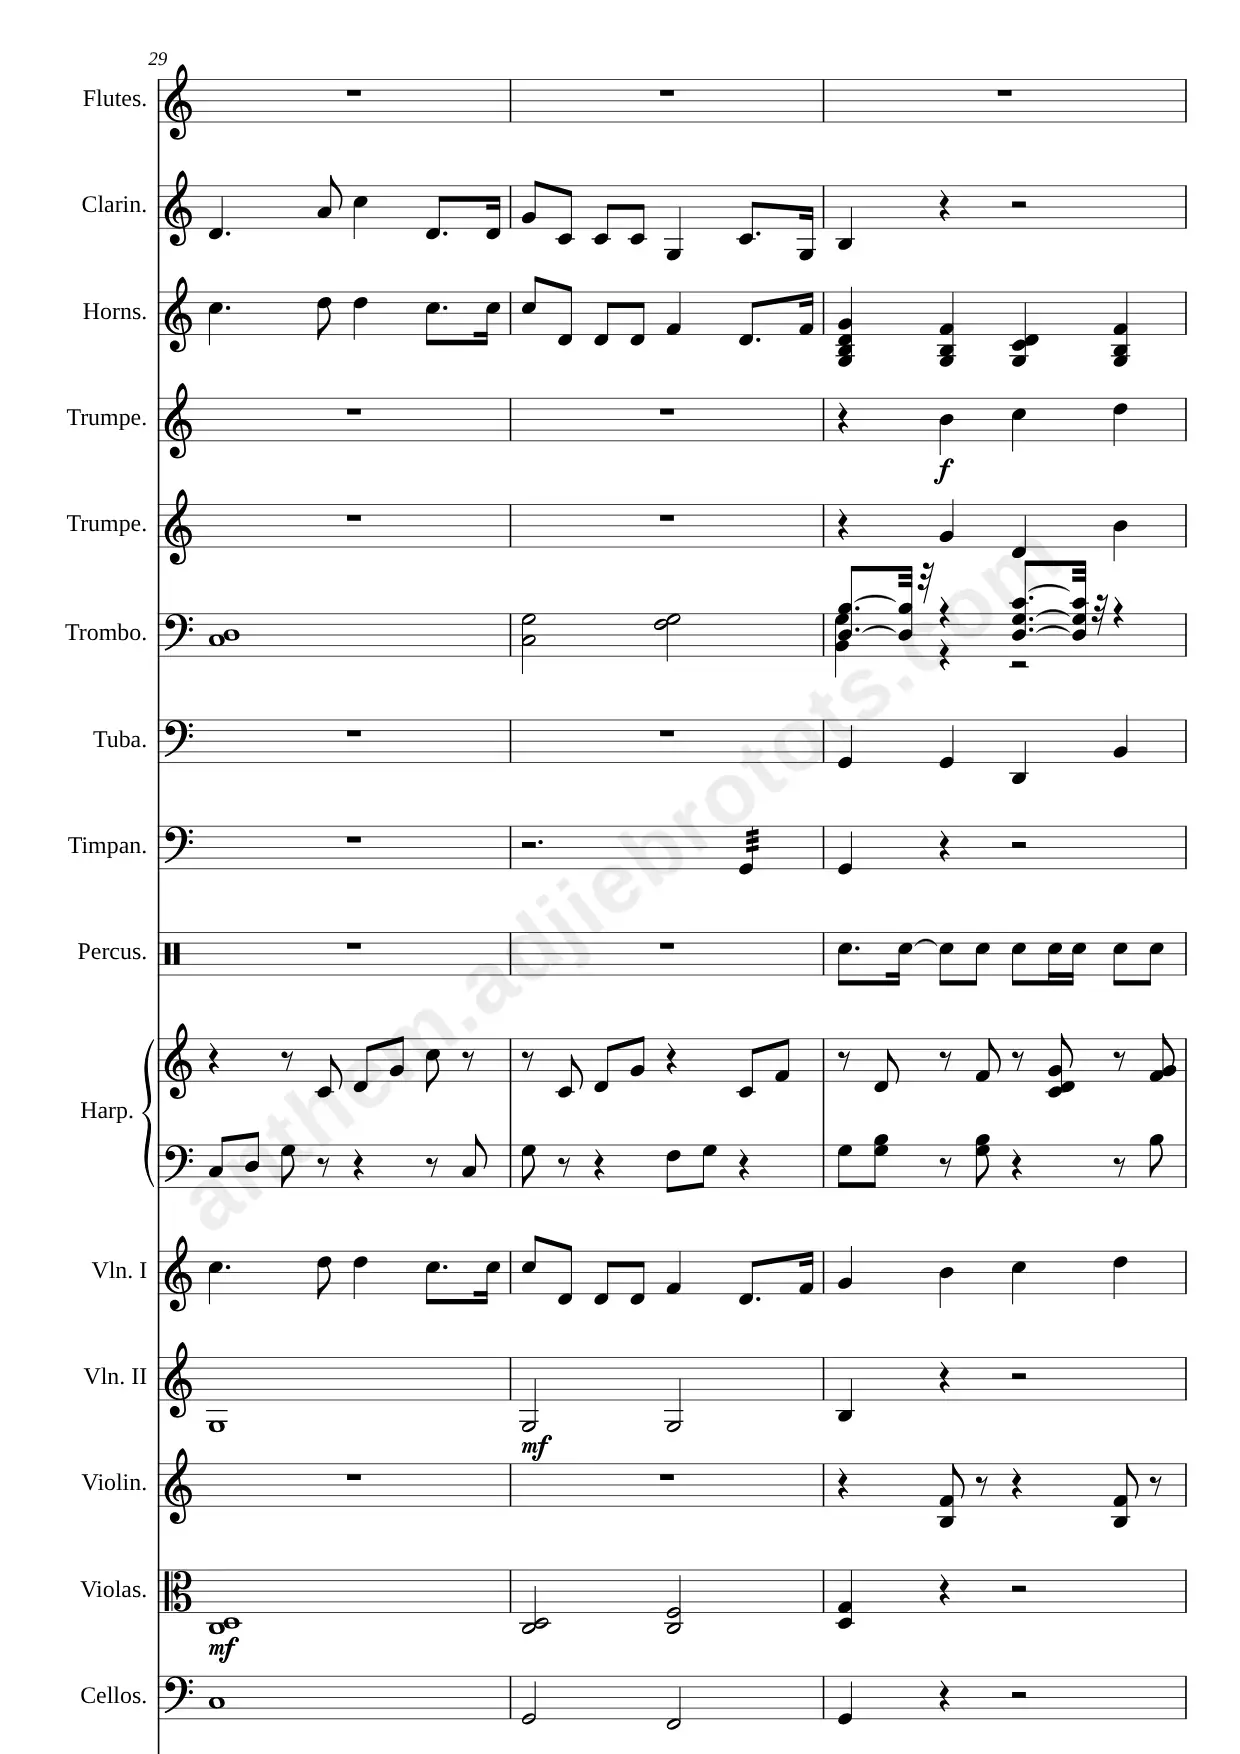 29
Flutes.
Clarin.
Horns.
Trumpe.
f
Trumpe.
Trombo.
Tuba.
Timpan.
Percus.
Harp.
Vln. I
Vln. II
mf
Violin.
Violas.
mf
Cellos.
anthem.adjiebrotots.com